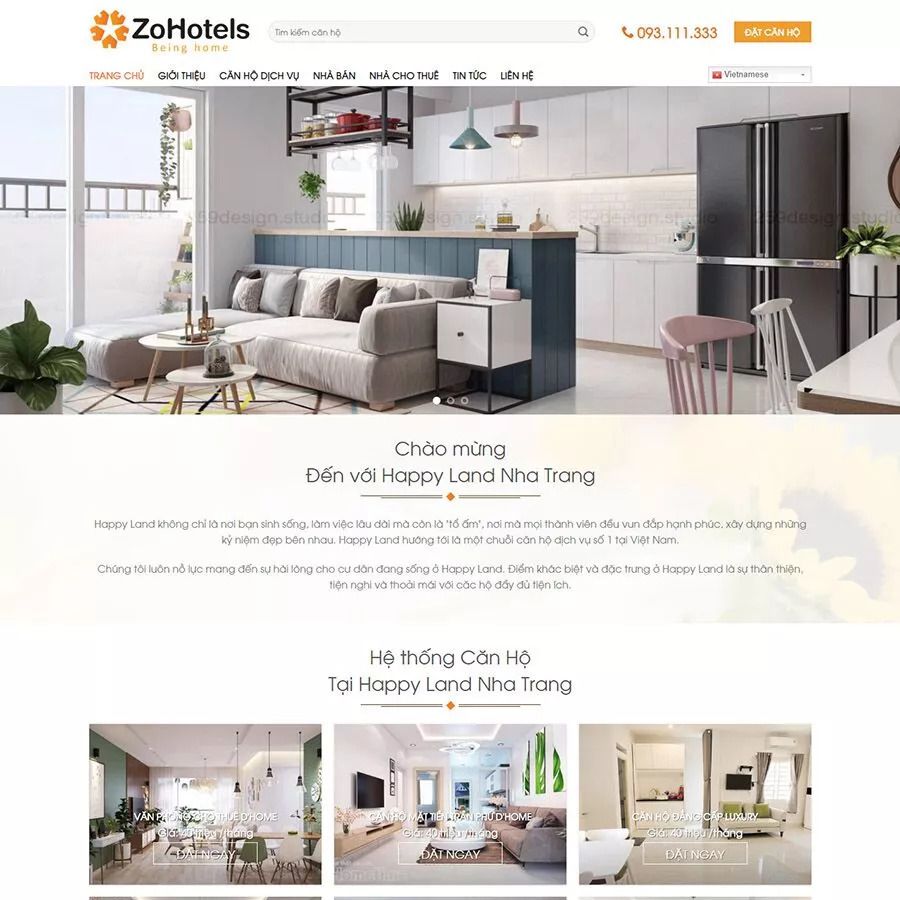 ZoHotels
Being home
Tìm kiếm căn hộ
093.111.333
ĐẶT CĂN HỘ
TRANG CHỦ GIỚI THIỆU CĂN HỘ DỊCH VỤ NHÀ BÁN NHÀ CHO THUÊ TIN TỨC LIÊN HỆ
Vietnamese
259design.studio 259design.studio 259design.studio
Chào mừng
Đến với Happy Land Nha Trang
Happy Land không chỉ là nơi bạn sinh sống, làm việc lâu dài mà còn là "tổ ấm", nơi mà mọi thành viên đều vun đắp hạnh phúc, xây dựng những
kỷ niệm đẹp bên nhau. Happy Land hướng tới là một chuỗi căn hộ dịch vụ số 1 tại Việt Nam.
Chúng tôi luôn nỗ lực mang đến sự hài lòng cho cư dân đang sống ở Happy Land. Điểm khác biệt và đặc trưng ở Happy Land là sự thân thiện,
tiện nghi và thoải mái với các hộ đầy đủ tiện ích.
Hệ thống Căn Hộ
Tại Happy Land Nha Trang
VĂN PHÒNG CHO THUÊ D'HOME
Giá: 40 triệu /tháng
ĐẶT NGAY
CĂN HỘ MẶT TIỀN TRẦN PHÚ D'HOME
Giá: 40 triệu/tháng
ĐẶT NGAY
CĂN HỘ ĐẲNG CẤP LUXURY
Giá: 40 triệu /tháng
ĐẶT NGAY